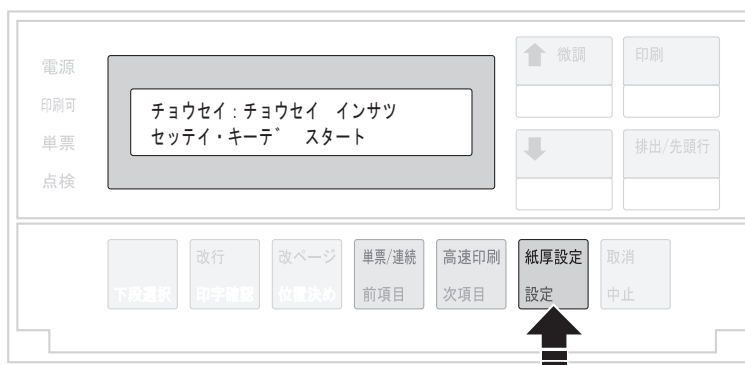 電源
印刷可
単票
点検
チョウセイ：チョウセイ　インサツ
セッテイ・キーデ゛　スタート
微調
印刷
排出/先頭行
下段選択
改行
印字確認
改ページ
位置決め
単票/連続
前項目
高速印刷
次項目
紙厚設定
設定
取消
中止